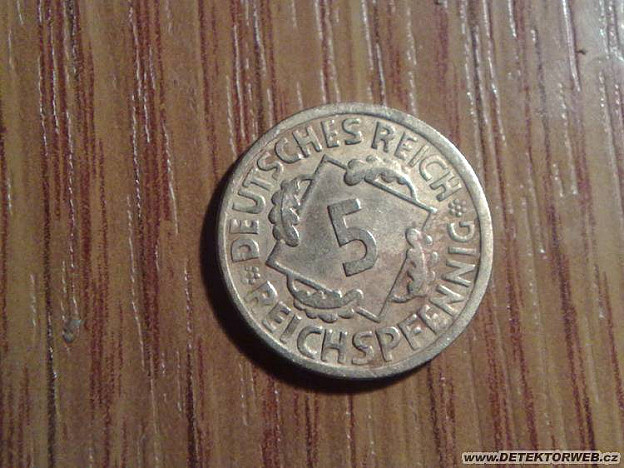 DEUTSCHES REICH
5
REICHSPFENNIG
www.DETEKTORWEB.cz